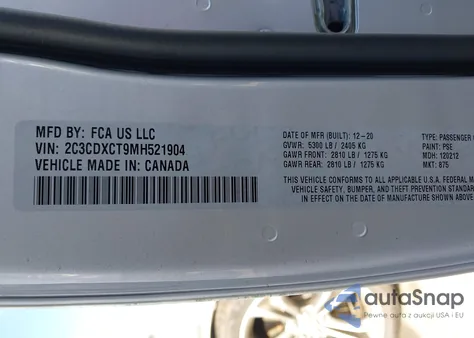 MFD BY: FCA US LLC
VIN: 2C3CDXCT9MH521904
VEHICLE MADE IN: CANADA
DATE OF MFR (BUILT): 12-20
GVWR: 5300 LB / 2405 KG
GAWR FRONT: 2810 LB / 1275 KG
GAWR REAR: 2810 LB / 1275 KG
TYPE: PASSENGER
PAINT: PSE
MDH: 120212
MKT: 875
THIS VEHICLE CONFORMS TO ALL APPLICABLE U.S.A. FEDERAL M
VEHICLE SAFETY, BUMPER, AND THEFT PREVENTION STANDARD
IN EFFECT ON THE DATE OF MANUFACTURE SHOWN ABOVE
autoSnap
Pewne auta z aukcji USA i EU